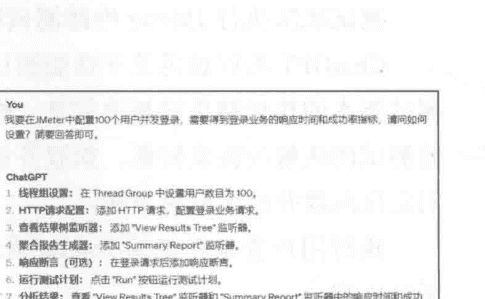 You
我要在JMeter中配置100个用户并发登录，需要得到登录业务的响应时间和成功率指标，请问如何
设置？简要回答即可。
ChatGPT
1. 线程组设置： 在 Thread Group 中设置用户数目为 100。
2. HTTP请求配置： 添加 HTTP 请求，配置登录业务请求。
3. 查看结果树监听器： 添加 "View Results Tree" 监听器。
4 聚合报告生成器： 添加 "Summary Report" 监听器。
5. 响应断言（可选）： 在登录请求后添加响应断言。
6. 运行测试计划： 点击 "Run" 按钮运行测试计划。
7. 分析结果： 查看 "View Results Tree" 监听器和 "Summary Report" 监听器中的响应时间和成功